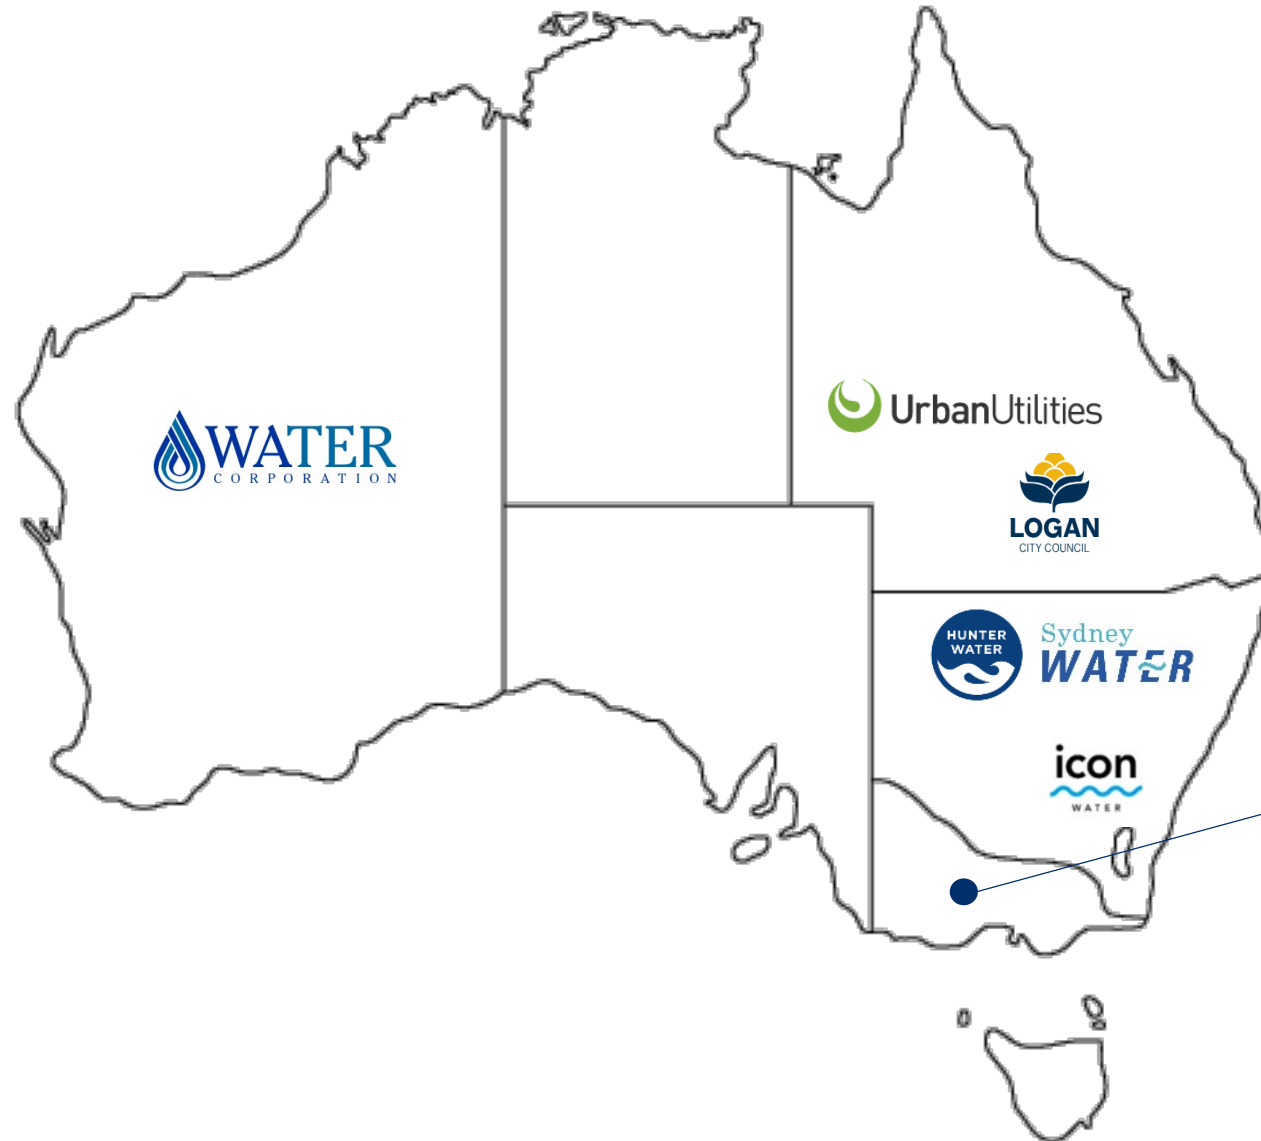 WATER
CORPORATION
UrbanUtilities
LOGAN
CITY COUNCIL
HUNTER
WATER
Sydney
WATER
icon
WATER